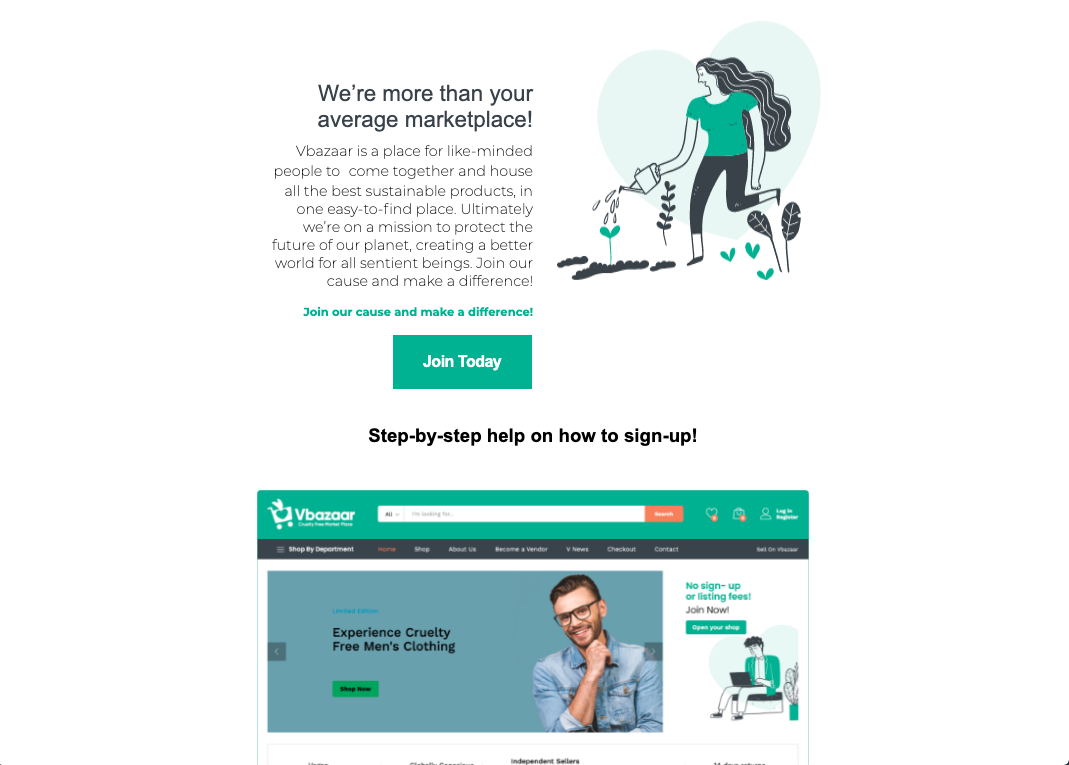 We’re more than your
average marketplace!
Vbazaar is a place for like-minded
people to  come together and house
all the best sustainable products, in
one easy-to-find place. Ultimately
we’re on a mission to protect the
future of our planet, creating a better
world for all sentient beings. Join our
cause and make a difference!
Join our cause and make a difference!
Join Today
Step-by-step help on how to sign-up!
Vbazaar
Cruelty Free Market Place
All
I'm looking for...
Search
Log in
Register
Shop By Department
Home
Shop
About Us
Become a Vendor
V News
Checkout
Contact
Sell On Vbazaar
Limited Edition
Experience Cruelty
Free Men's Clothing
Shop Now
No sign- up
or listing fees!
Join Now!
Open your shop
Independent Sellers